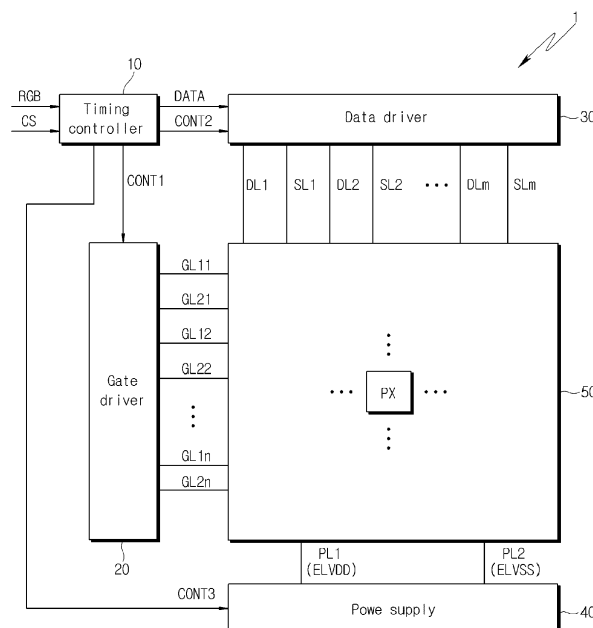 1
10
RGB
CS
Timing
controller
DATA
CONT2
Data driver
30
CONT1
DL1
SL1
DL2
SL2
DLm
SLm
GL11
GL21
GL12
GL22
GL1n
GL2n
Gate
driver
20
PX
50
PL1
(ELVDD)
PL2
(ELVSS)
CONT3
Powe supply
40